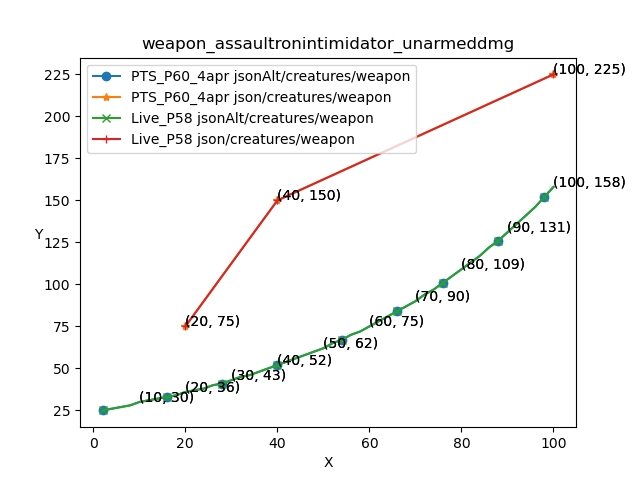 weapon_assaultronintimidator_unarmeddmg
PTS_P60_4apr jsonAlt/creatures/weapon
PTS_P60_4apr json/creatures/weapon
Live_P58 jsonAlt/creatures/weapon
Live_P58 json/creatures/weapon
(100, 225)
(40, 150)
(20, 75)
(100, 158)
(90, 131)
(80, 109)
(70, 90)
(60, 75)
(50, 62)
(40, 52)
(30, 43)
(20, 36)
(10, 30)
225
200
175
150
125
100
75
50
25
Y
0 20 40 60 80 100
X